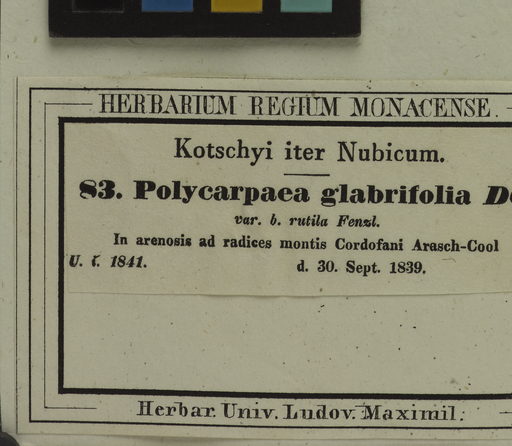 HERBARIUM REGIUM MONACENSE.
Kotschyi iter Nubicum.
83. Polycarpaea glabrifolia
var. b. rutila Fenzl.
In arenosis ad radices montis Cordofani Arasch-Cool
U. i. 1841. d. 30. Sept. 1839.
Herbar. Univ. Ludov. Maximil.